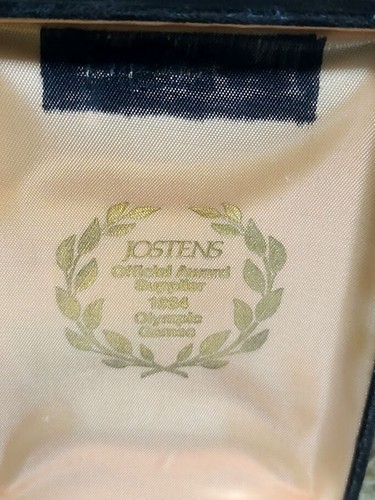 JOSTENS
Official Award
Supplier
1984
Olympic
Games